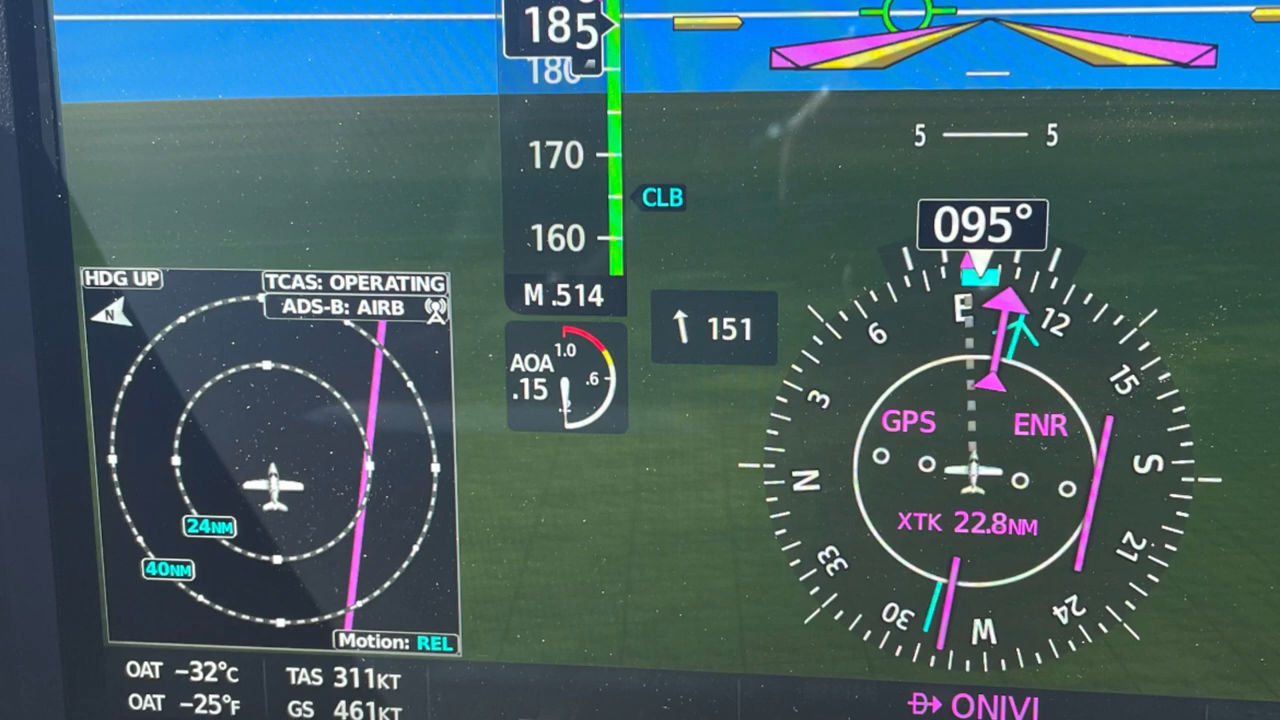 185
180
170
160
CLB
M .514
5 5
095°
HDG UP
TCAS: OPERATING
ADS-B: AIRB
N
24NM
40NM
Motion: REL
AOA
.15
1.0
.6
.2
151
E
12
15
S
21
24
W
30
33
N
3
6
GPS ENR
XTK 22.8NM
OAT -32°C TAS 311KT
OAT -25°F GS 461KT
D ONIVI